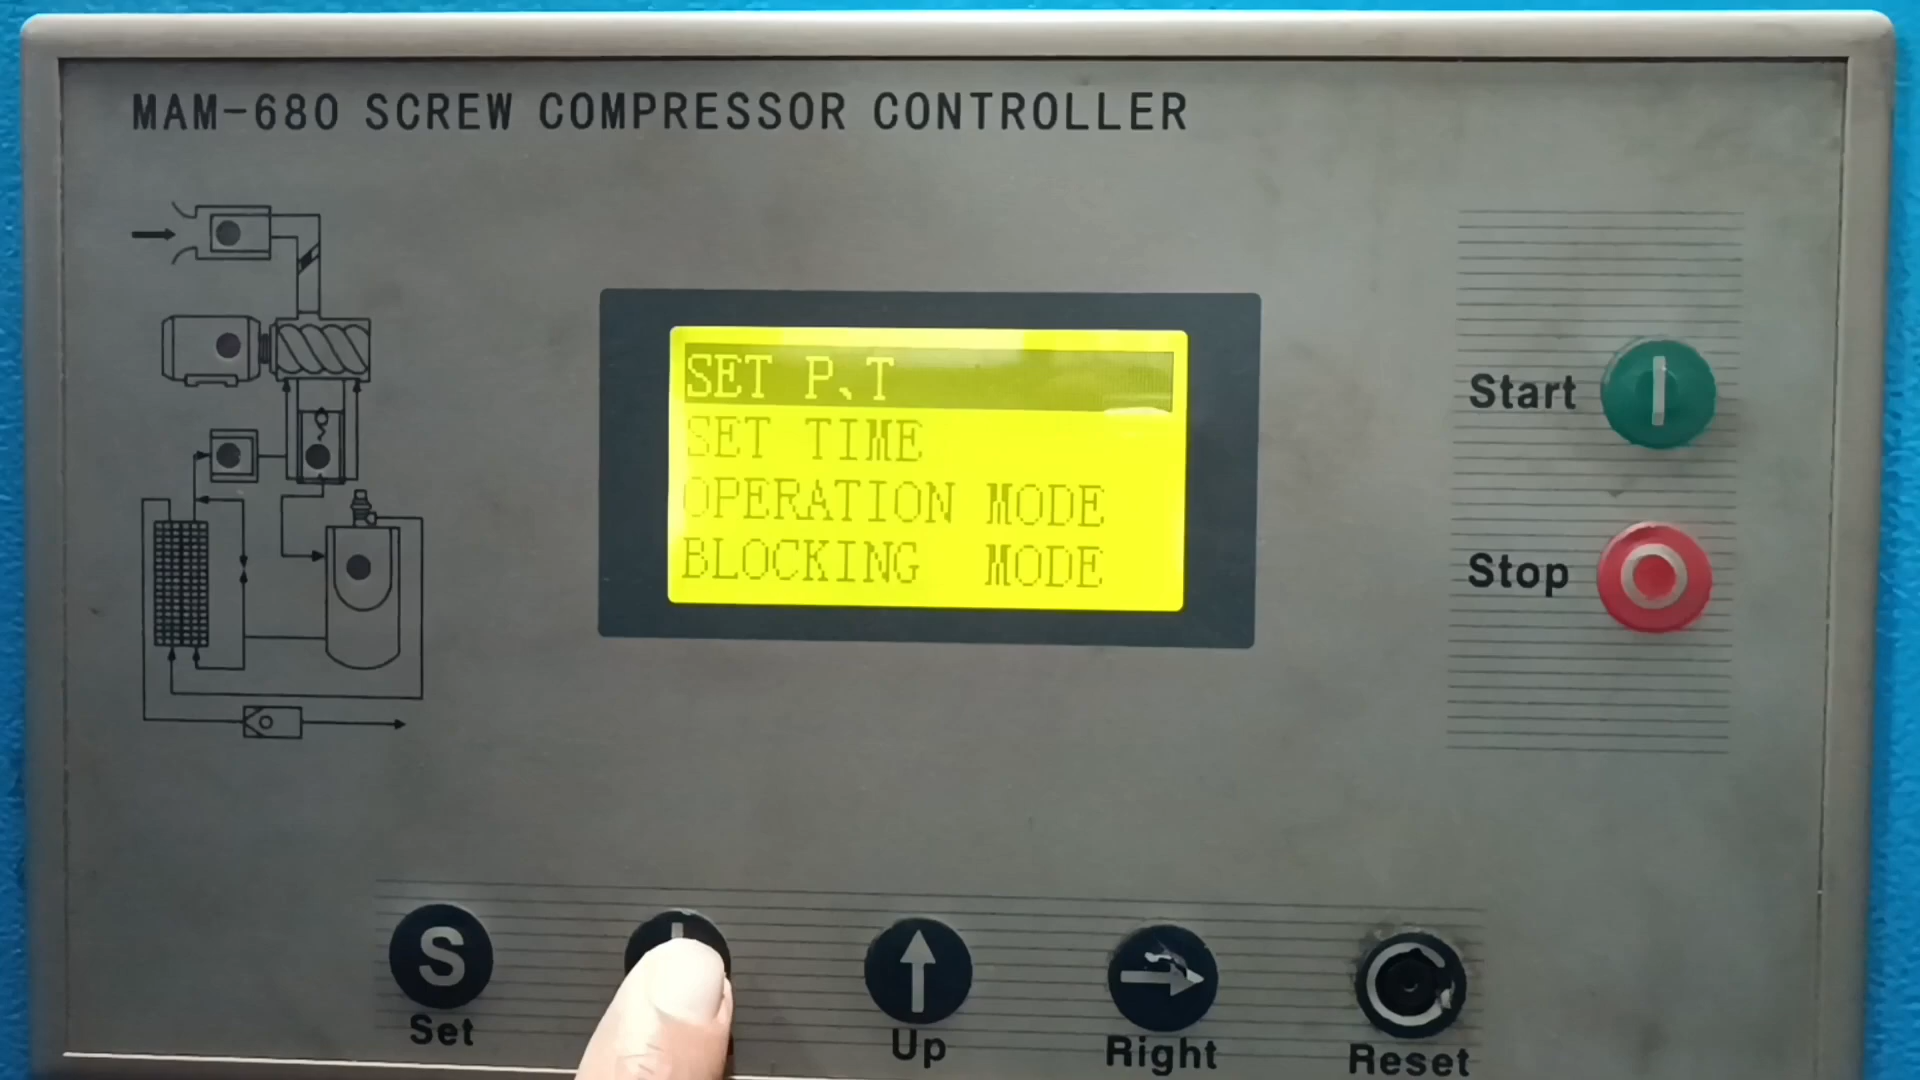 MAM-680 SCREW COMPRESSOR CONTROLLER
SET P、T
SET TIME
OPERATION MODE
BLOCKING MODE
Start
Stop
S
Set
Up
Right
Reset